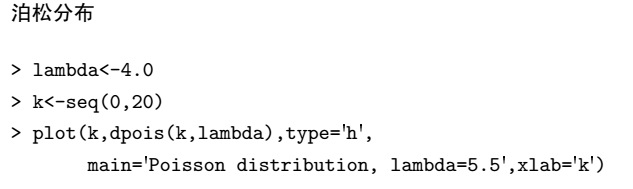 泊松分布
> lambda<-4.0
> k<-seq(0,20)
> plot(k,dpois(k,lambda),type='h',
main='Poisson distribution, lambda=5.5',xlab='k')